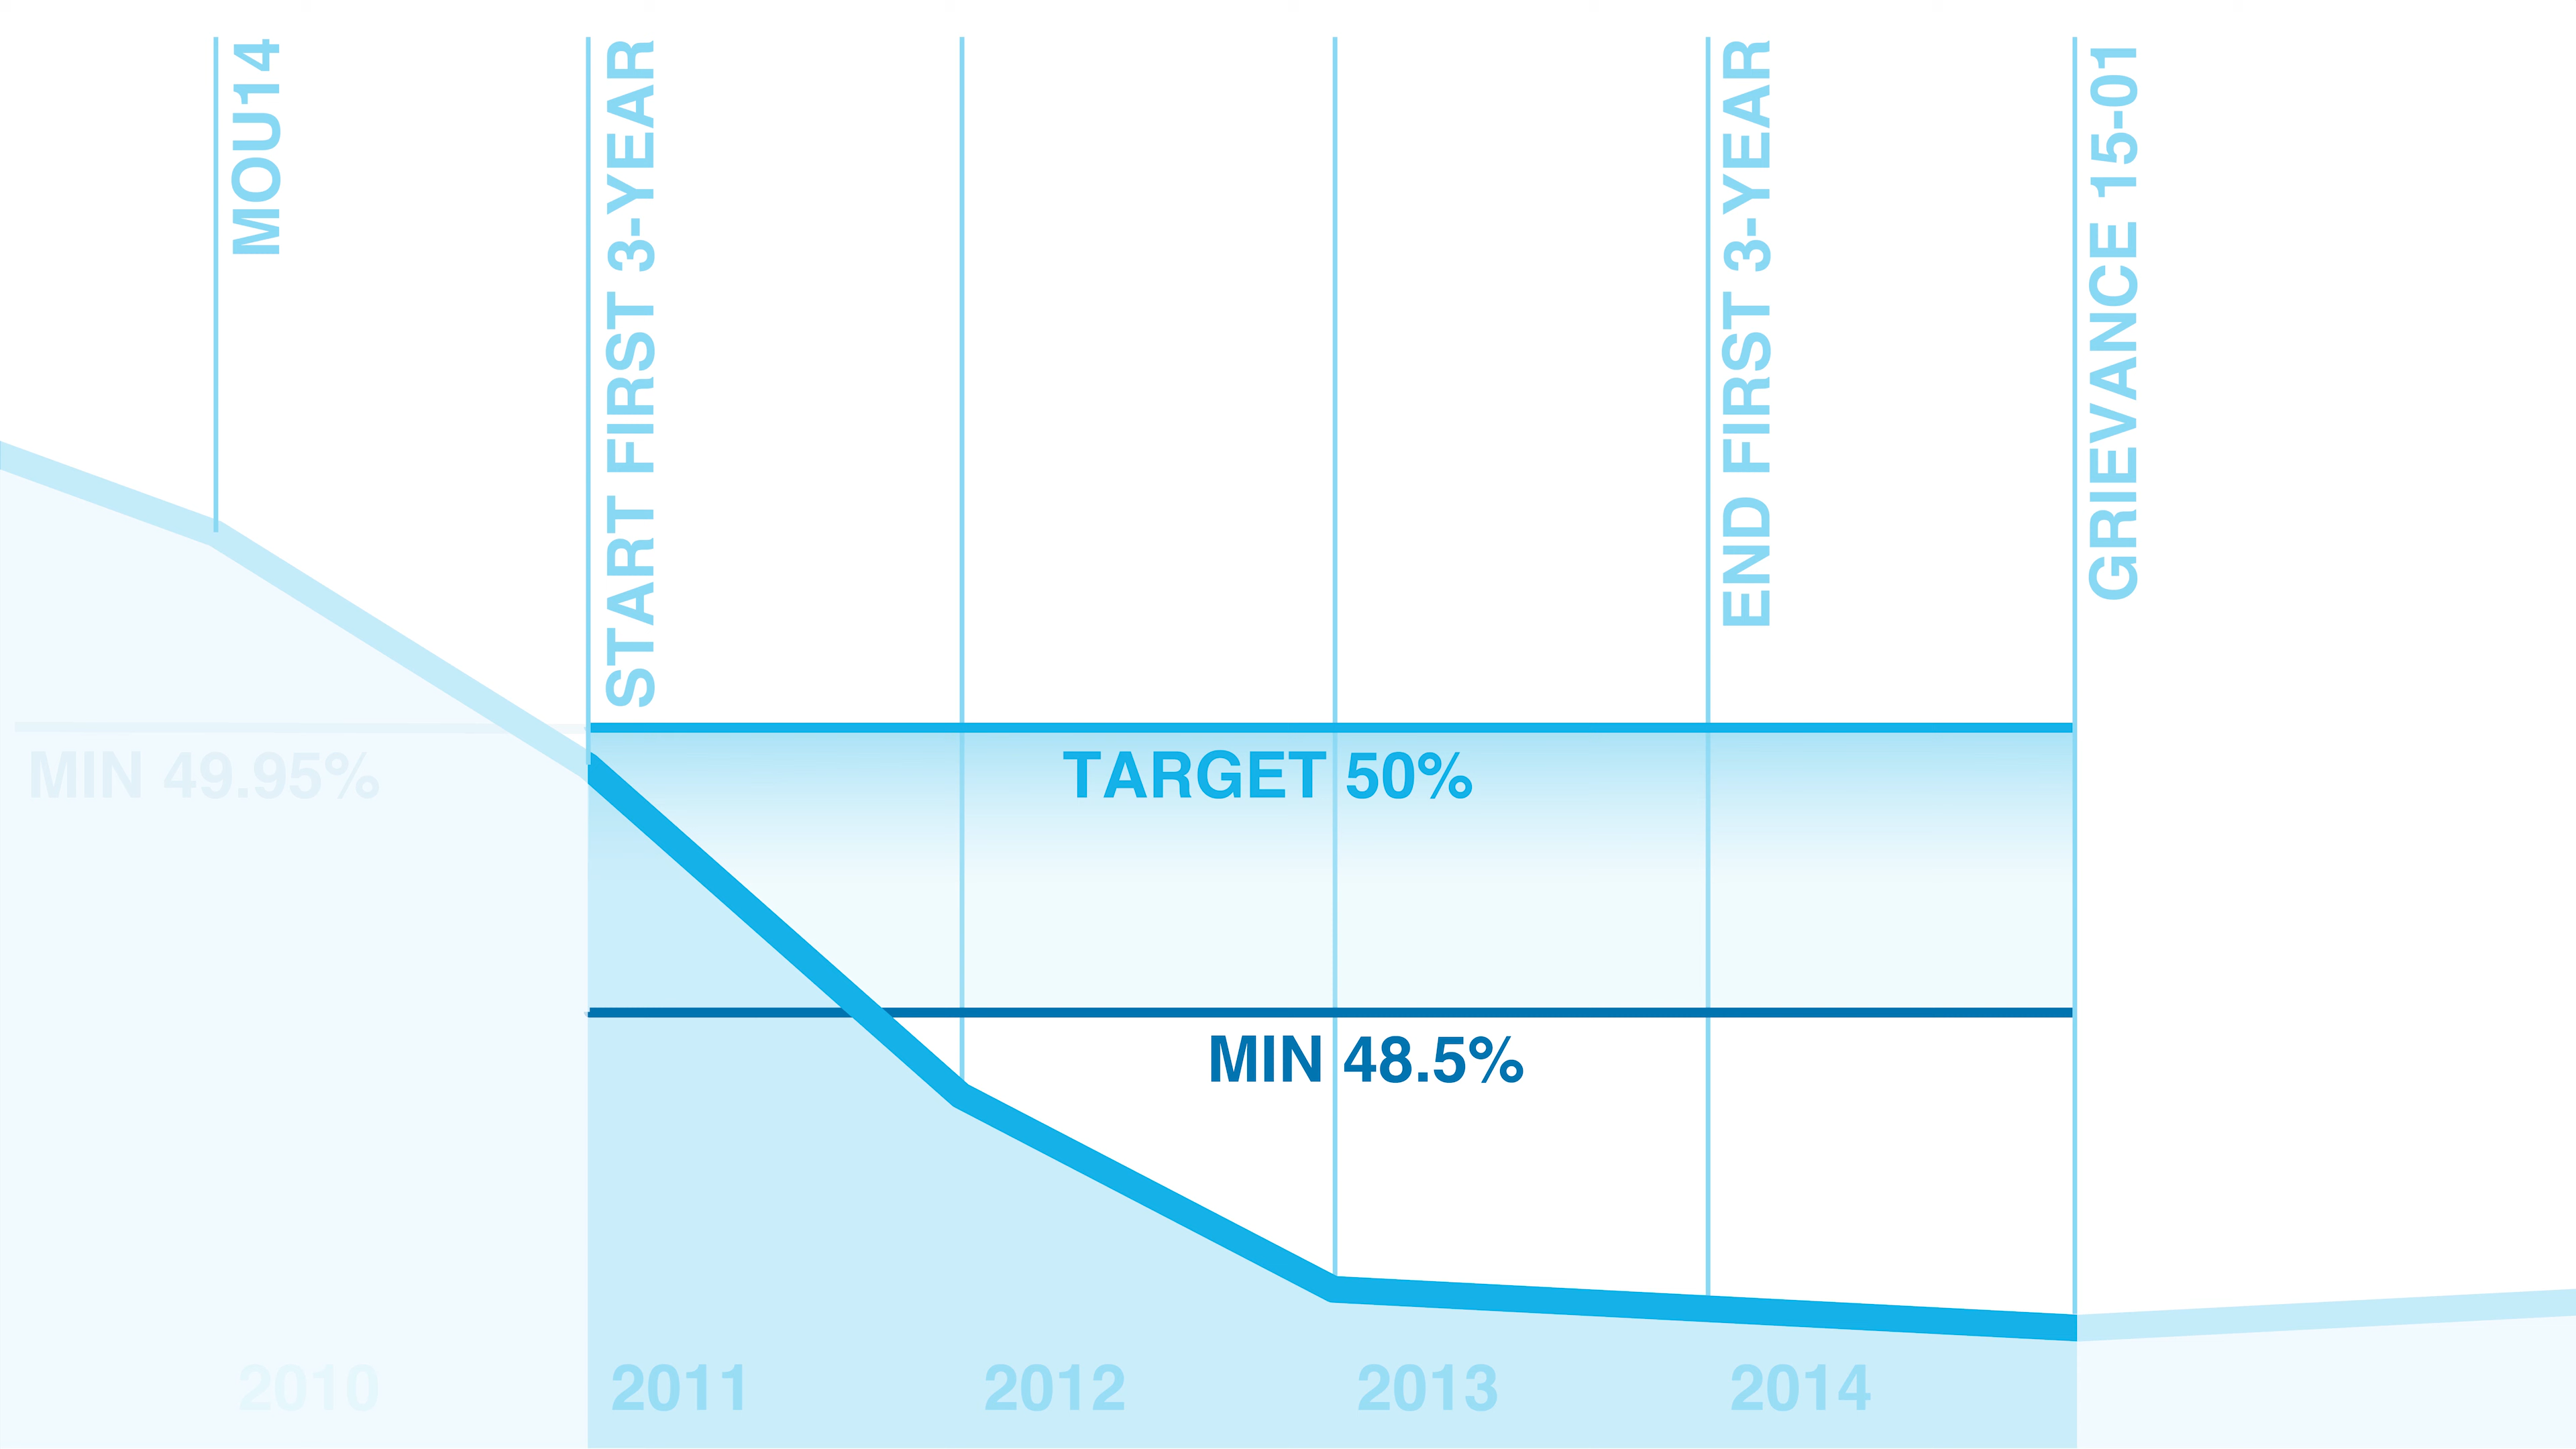 MOU14
START FIRST 3-YEAR
END FIRST 3-YEAR
GRIEVANCE 15-01
MIN 49.95%
TARGET 50%
MIN 48.5%
2010
2011
2012
2013
2014